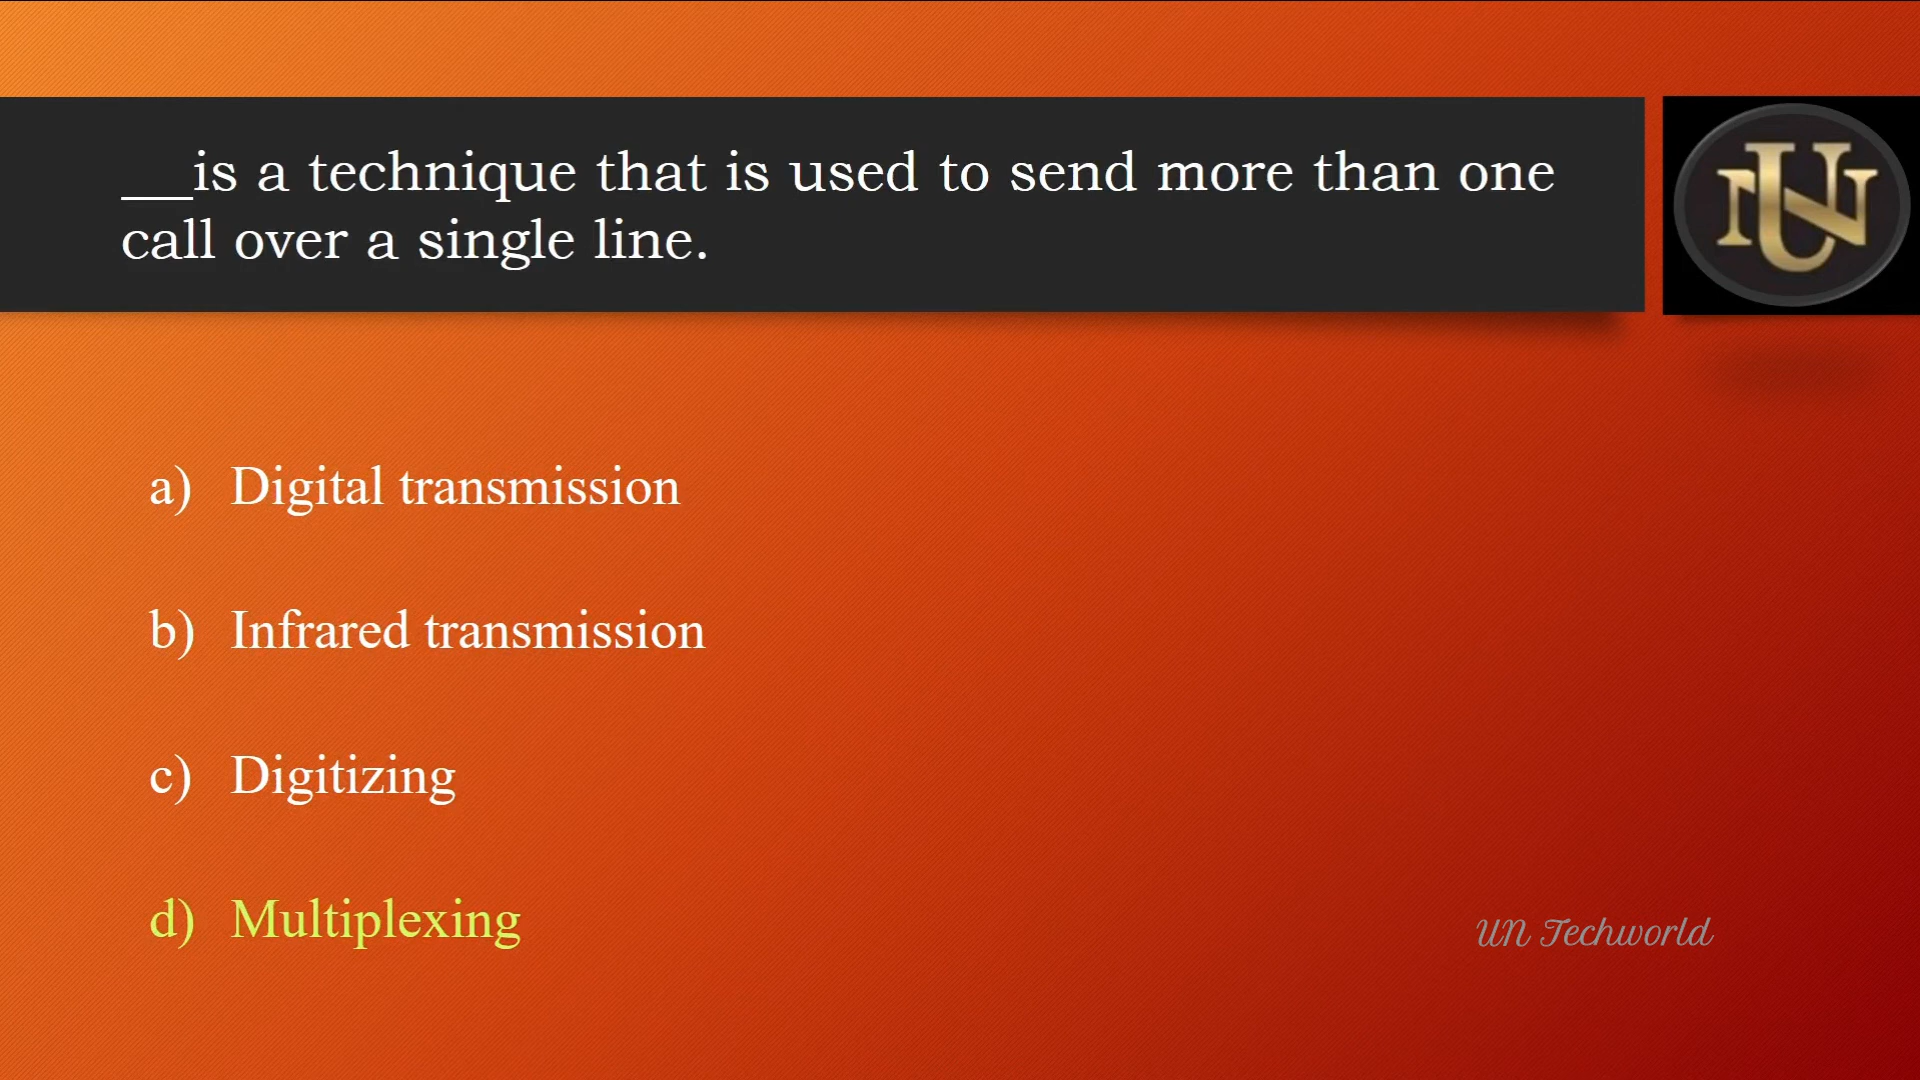 ___is a technique that is used to send more than one
call over a single line.
a) Digital transmission
b) Infrared transmission
c) Digitizing
d) Multiplexing
UN Techworld